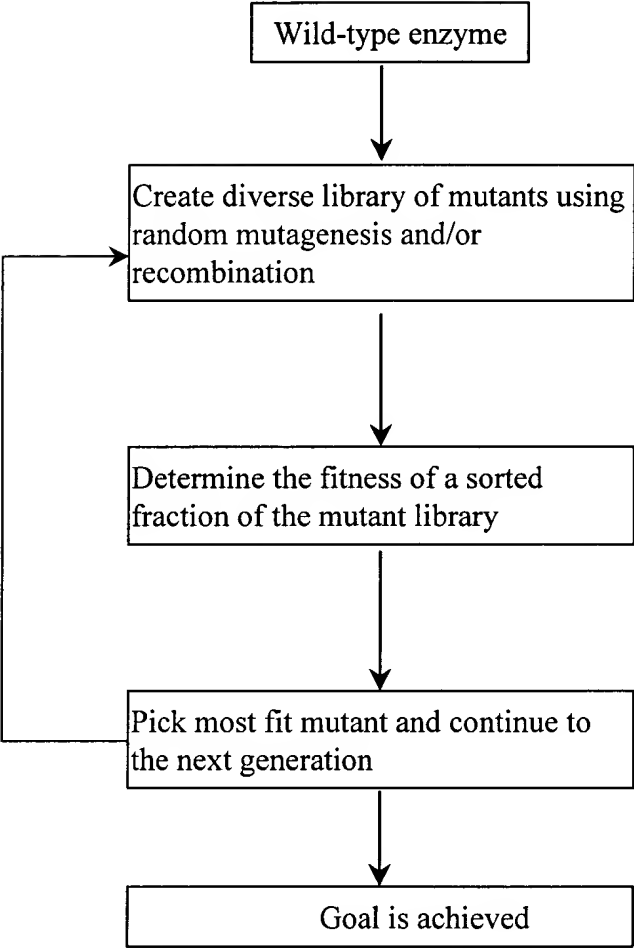 Wild-type enzyme
Create diverse library of mutants using
random mutagenesis and/or
recombination
Determine the fitness of a sorted
fraction of the mutant library
Pick most fit mutant and continue to
the next generation
Goal is achieved